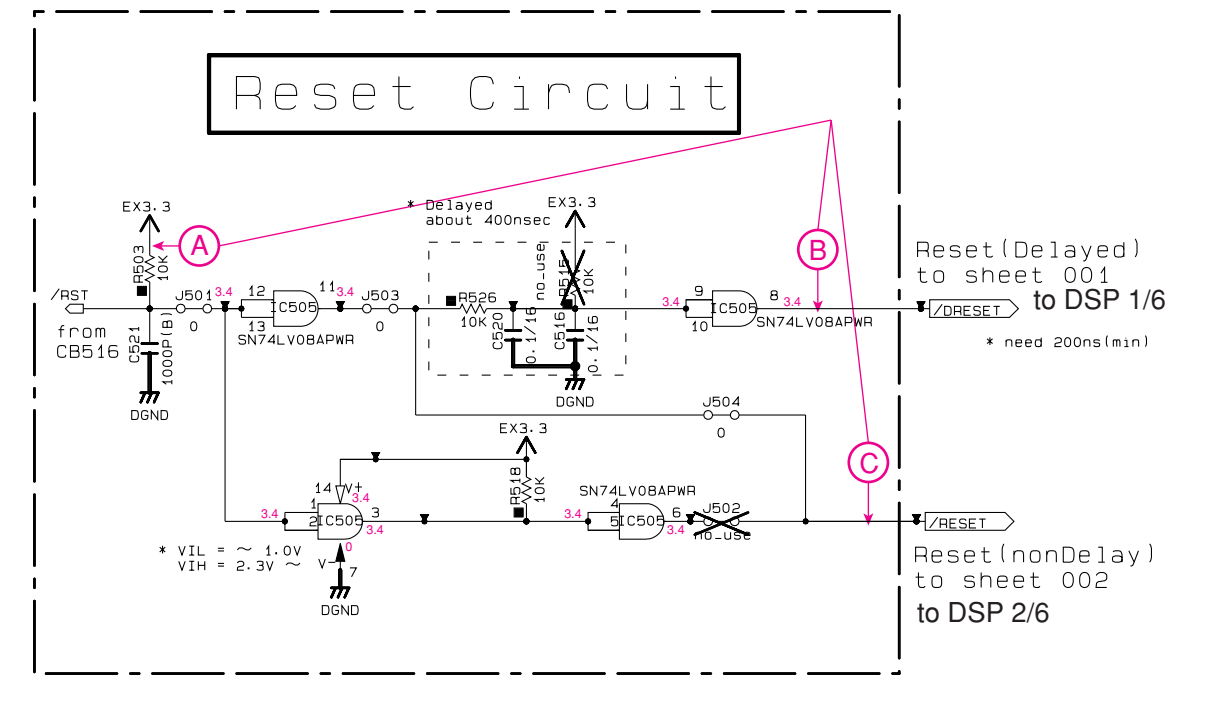 Reset Circuit
EX3.3
A
R503
10K
/RST
from
CB516
C521
1000P(B)
DGND
J501
0
3.4
12
13
IC505
11
3.4
SN74LV08APWR
J503
0
* Delayed
about 400nsec
EX3.3
no_use
R515
10K
R526
10K
C520
0.1/16
C516
0.1/16
DGND
3.4
9
10
IC505
8
3.4
SN74LV08APWR
B
Reset(Delayed)
to sheet 001
to DSP 1/6
/DRESET
* need 200ns(min)
J504
0
C
EX3.3
R518
10K
14
V+
3.4
3.4
1
2
IC505
3
3.4
0
V-
7
DGND
* VIL = ~ 1.0V
VIH = 2.3V ~
SN74LV08APWR
3.4
4
5
IC505
6
3.4
J502
no_use
/RESET
Reset(nonDelay)
to sheet 002
to DSP 2/6